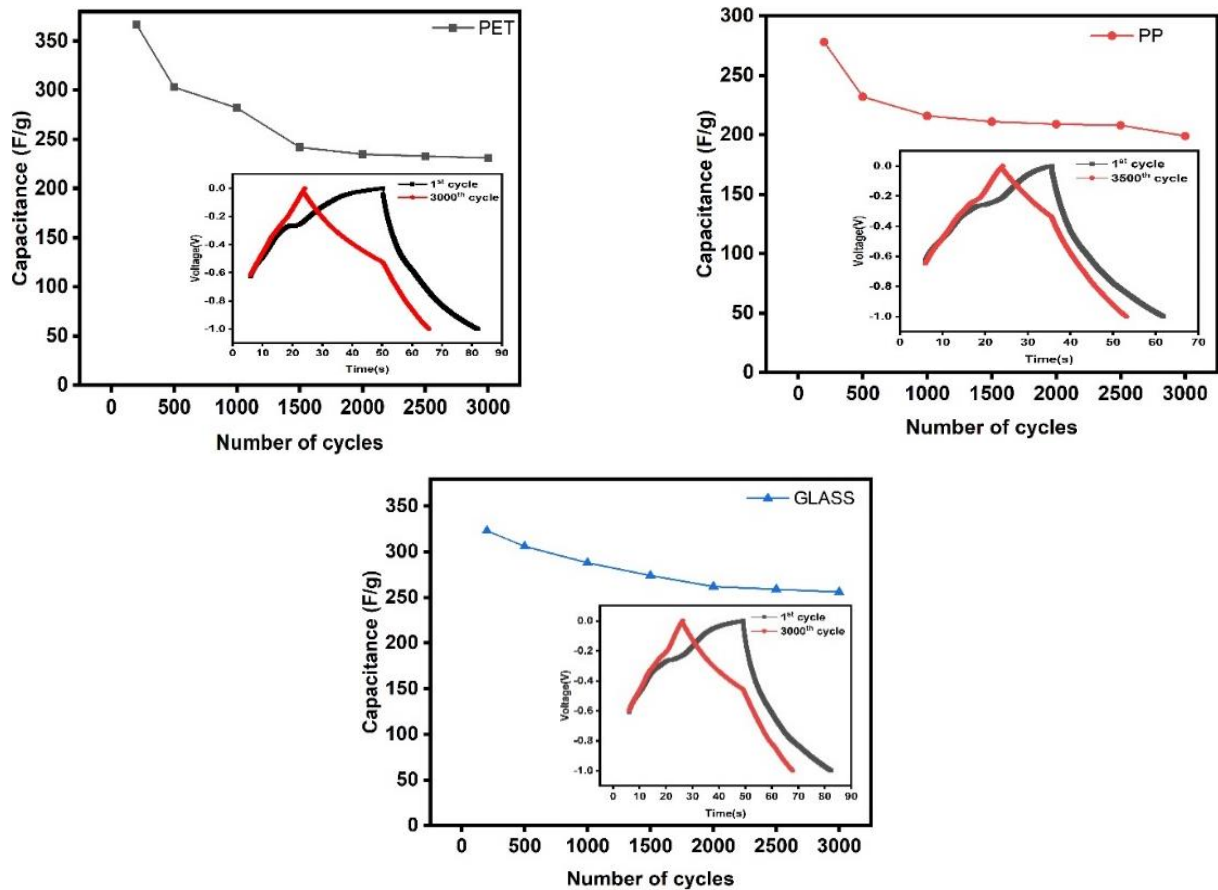 PET
350
300
250
200
150
100
50
0
Capacitance (F/g)
0 500 1000 1500 2000 2500 3000
Number of cycles
1st cycle
3000th cycle
0.0
-0.2
-0.4
-0.6
-0.8
-1.0
Voltage(V)
0 10 20 30 40 50 60 70 80 90
Time(s)
PP
300
250
200
150
100
50
0
Capacitance (F/g)
0 500 1000 1500 2000 2500 3000
Number of cycles
1st cycle
3500th cycle
0.0
-0.2
-0.4
-0.6
-0.8
-1.0
Voltage(V)
0 10 20 30 40 50 60 70
Time(s)
GLASS
350
300
250
200
150
100
50
0
Capacitance (F/g)
0 500 1000 1500 2000 2500 3000
Number of cycles
1st cycle
3000th cycle
0.0
-0.2
-0.4
-0.6
-0.8
-1.0
Voltage(V)
0 10 20 30 40 50 60 70 80 90
Time(s)